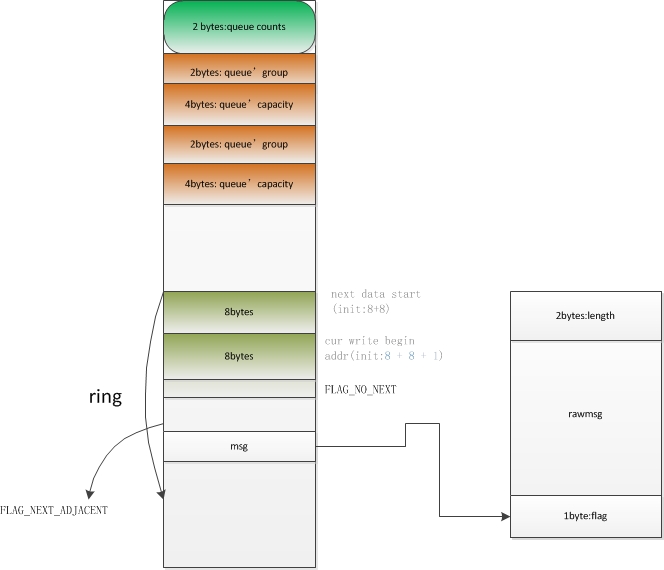 2 bytes:queue counts
2bytes: queue’ group
4bytes: queue’ capacity
2bytes: queue’ group
4bytes: queue’ capacity
8bytes
next data start
(init:8+8)
8bytes
cur write begin
addr(init:8 + 8 + 1)
FLAG_NO_NEXT
ring
msg
FLAG_NEXT_ADJACENT
2bytes:length
rawmsg
1byte:flag